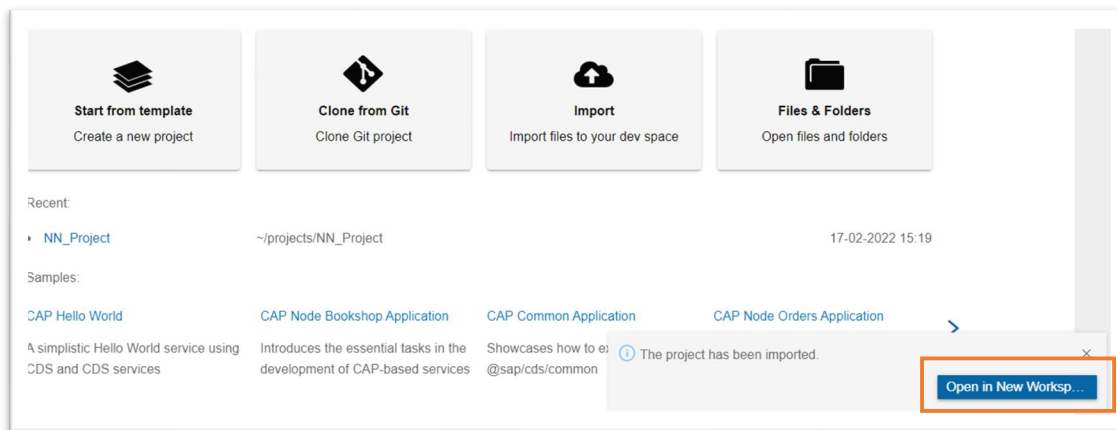 Start from template
Create a new project
Clone from Git
Clone Git project
Import
Import files to your dev space
Files & Folders
Open files and folders
Recent:
NN_Project ~/projects/NN_Project 17-02-2022 15:19
Samples:
CAP Hello World
A simplistic Hello World service using
CDS and CDS services
CAP Node Bookshop Application
Introduces the essential tasks in the
development of CAP-based services
CAP Common Application
Showcases how to
@sap/cds/common
CAP Node Orders Application
The project has been imported.
Open in New Worksp...